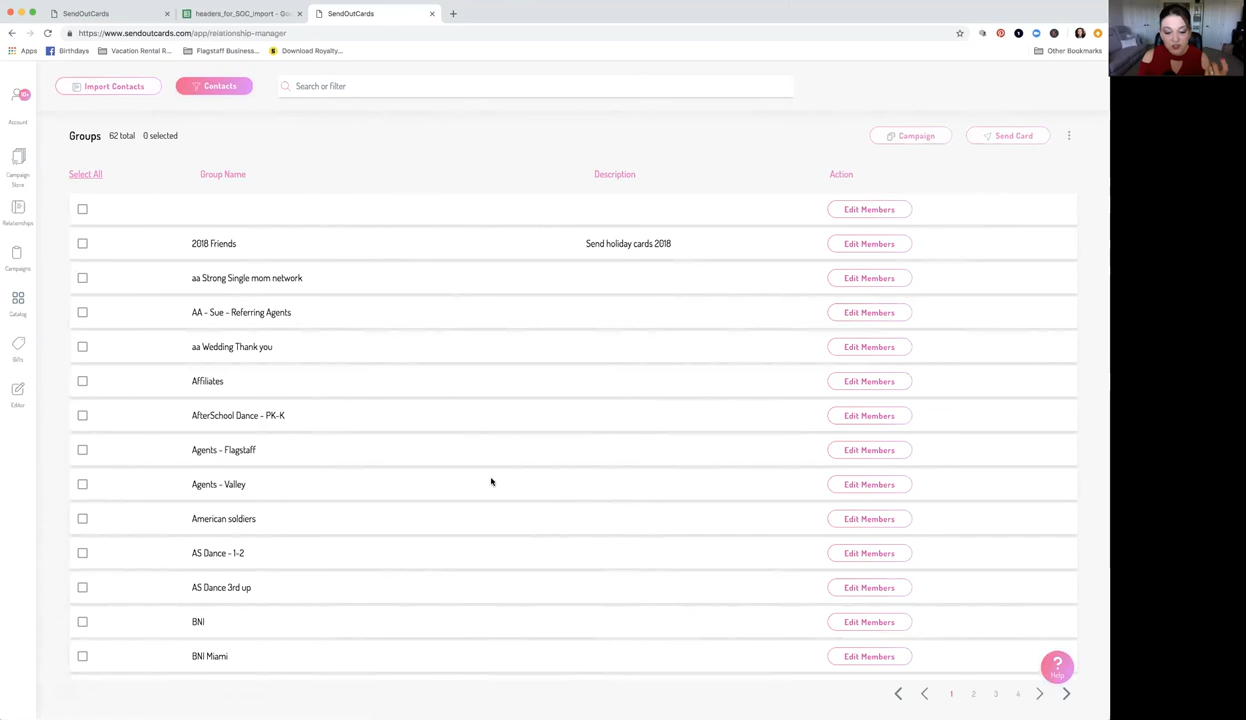 SendOutCards
headers_for_SOC_import - Goo
SendOutCards
https://www.sendoutcards.com/app/relationship-manager
Apps
Birthdays
Vacation Rental R...
Flagstaff Business...
Download Royalty...
Other Bookmarks
Import Contacts
Contacts
Search or filter
10+
Account
Campaign
Store
Relationships
Campaigns
Catalog
Gifts
Editor
Groups 62 total 0 selected
Campaign
Send Card
Select All
Group Name
Description
Action
Edit Members
2018 Friends
Send holiday cards 2018
Edit Members
aa Strong Single mom network
Edit Members
AA - Sue - Referring Agents
Edit Members
aa Wedding Thank you
Edit Members
Affiliates
Edit Members
AfterSchool Dance - PK-K
Edit Members
Agents - Flagstaff
Edit Members
Agents - Valley
Edit Members
American soldiers
Edit Members
AS Dance - 1-2
Edit Members
AS Dance 3rd up
Edit Members
BNI
Edit Members
BNI Miami
Edit Members
?
Help
1 2 3 4